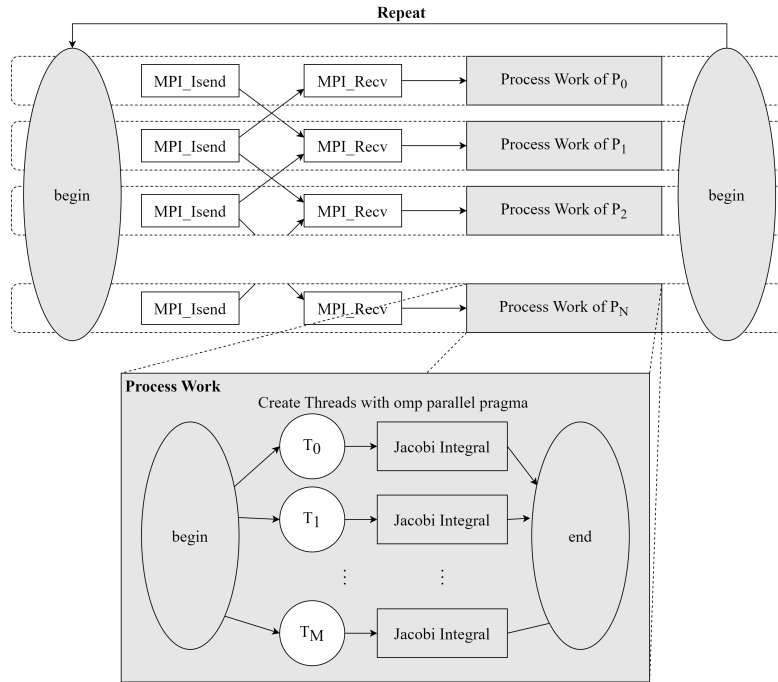 Repeat
MPI_Isend
MPI_Recv
Process Work of P0
MPI_Isend
MPI_Recv
Process Work of P1
begin
MPI_Isend
MPI_Recv
Process Work of P2
begin
MPI_Isend
MPI_Recv
Process Work of PN
Process Work
Create Threads with omp parallel pragma
T0
Jacobi Integral
T1
Jacobi Integral
begin
end
⋮
⋮
TM
Jacobi Integral